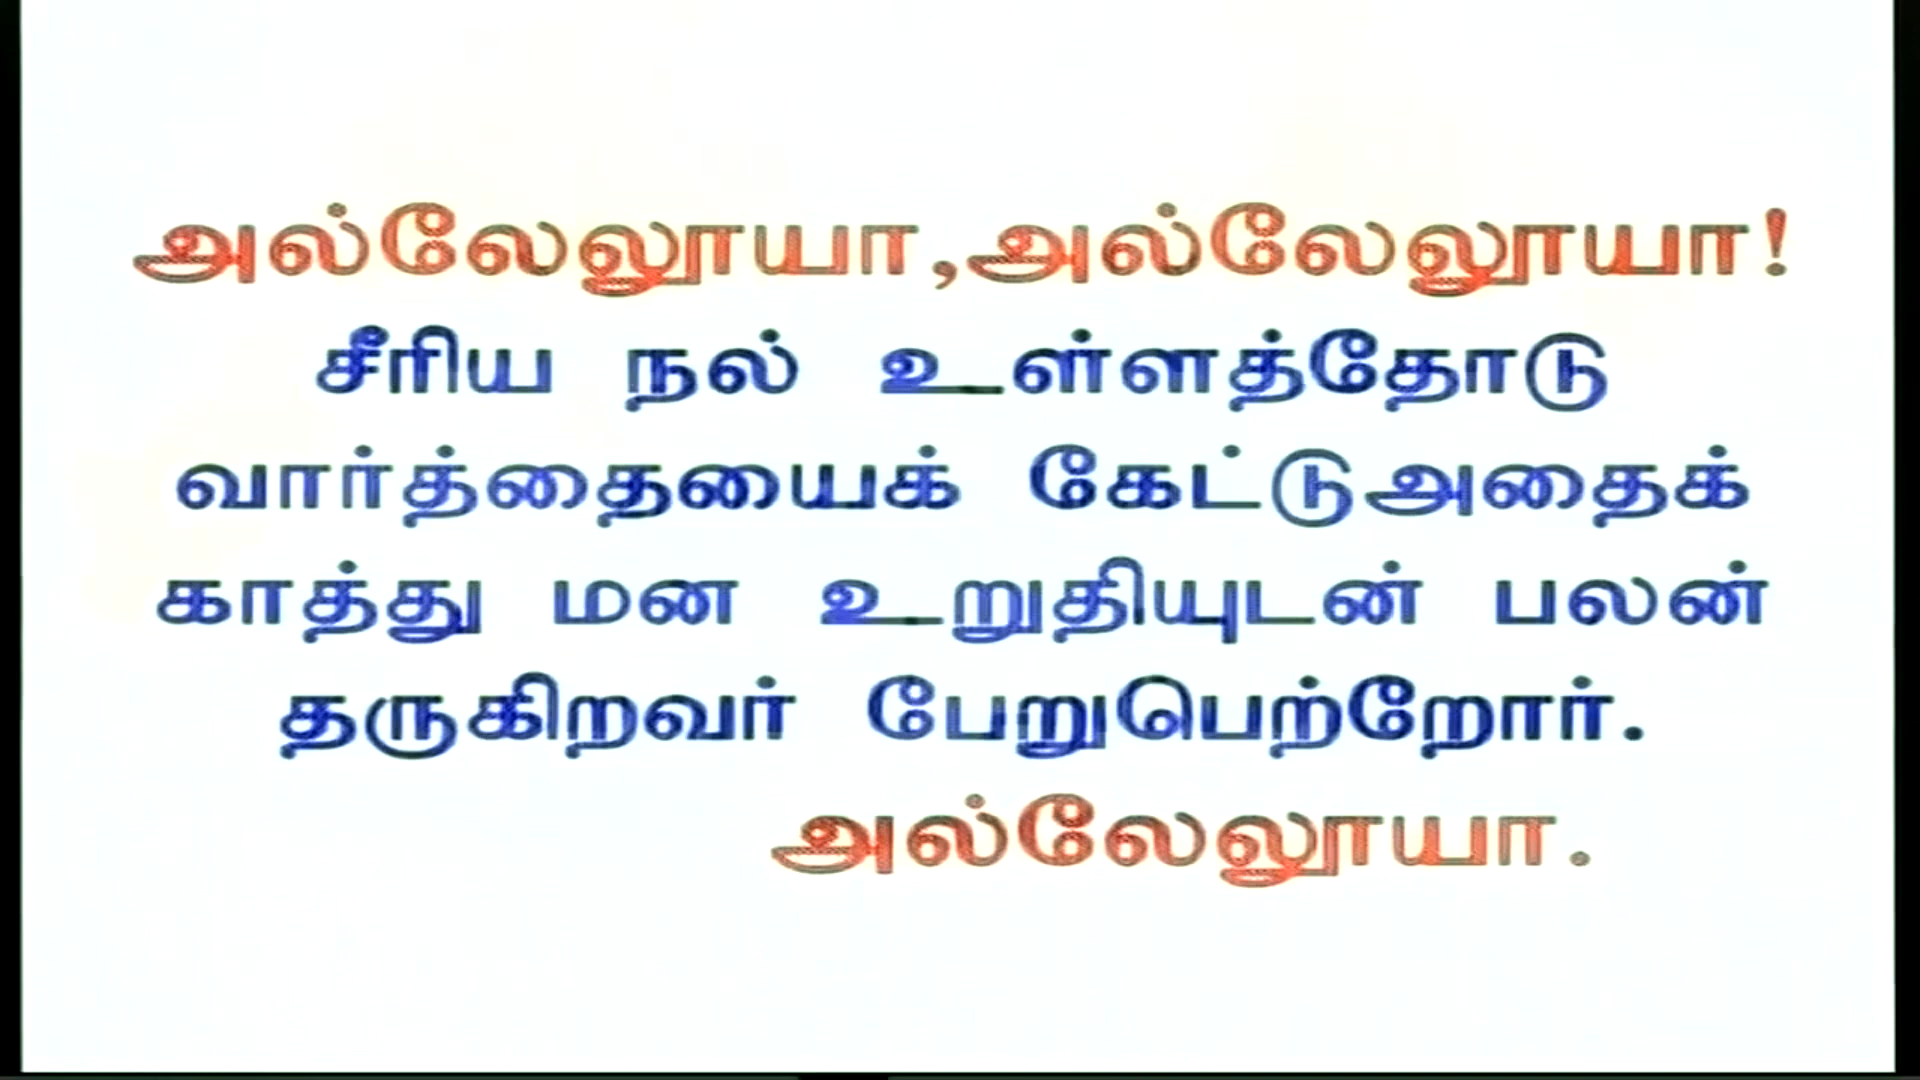 அல்லேலூயா,அல்லேலூயா!
சீரிய நல் உள்ளத்தோடு
வார்த்தையைக் கேட்டுஅதைக்
காத்து மன உறுதியுடன் பலன்
தருகிறவர் பேறுபெற்றோர்.
அல்லேலூயா.